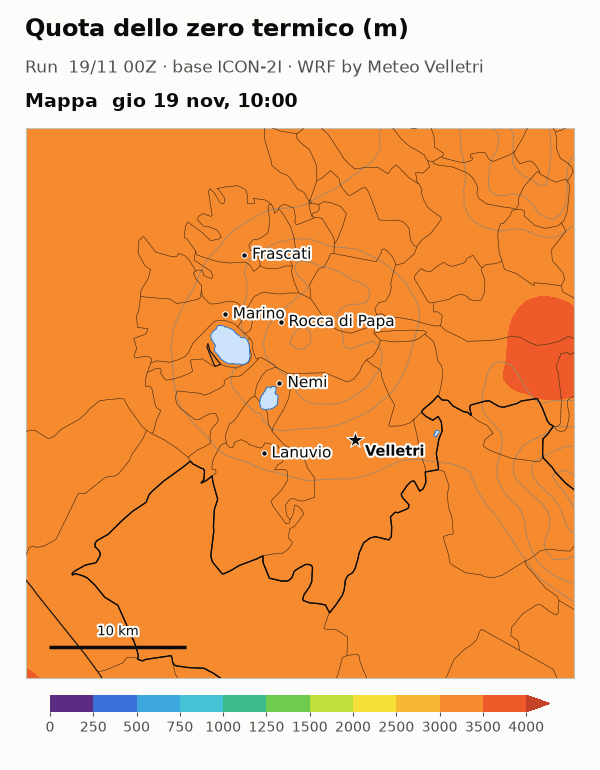 Quota dello zero termico (m)
Run  19/11 00Z · base ICON-2I · WRF by Meteo Velletri
Mappa  gio 19 nov, 10:00
Frascati
Marino
Rocca di Papa
Nemi
Velletri
Lanuvio
10 km
0 250 500 750 1000 1250 1500 2000 2500 3000 3500 4000